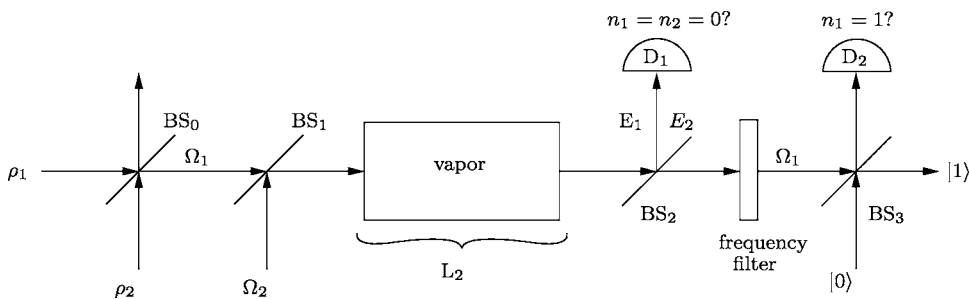 n₁ = n₂ = 0?
n₁ = 1?
D₁
D₂
BS₀
BS₁
E₁
E₂
ρ₁
Ω₁
vapor
Ω₁
|1⟩
BS₂
BS₃
frequency
filter
L₂
ρ₂
Ω₂
|0⟩